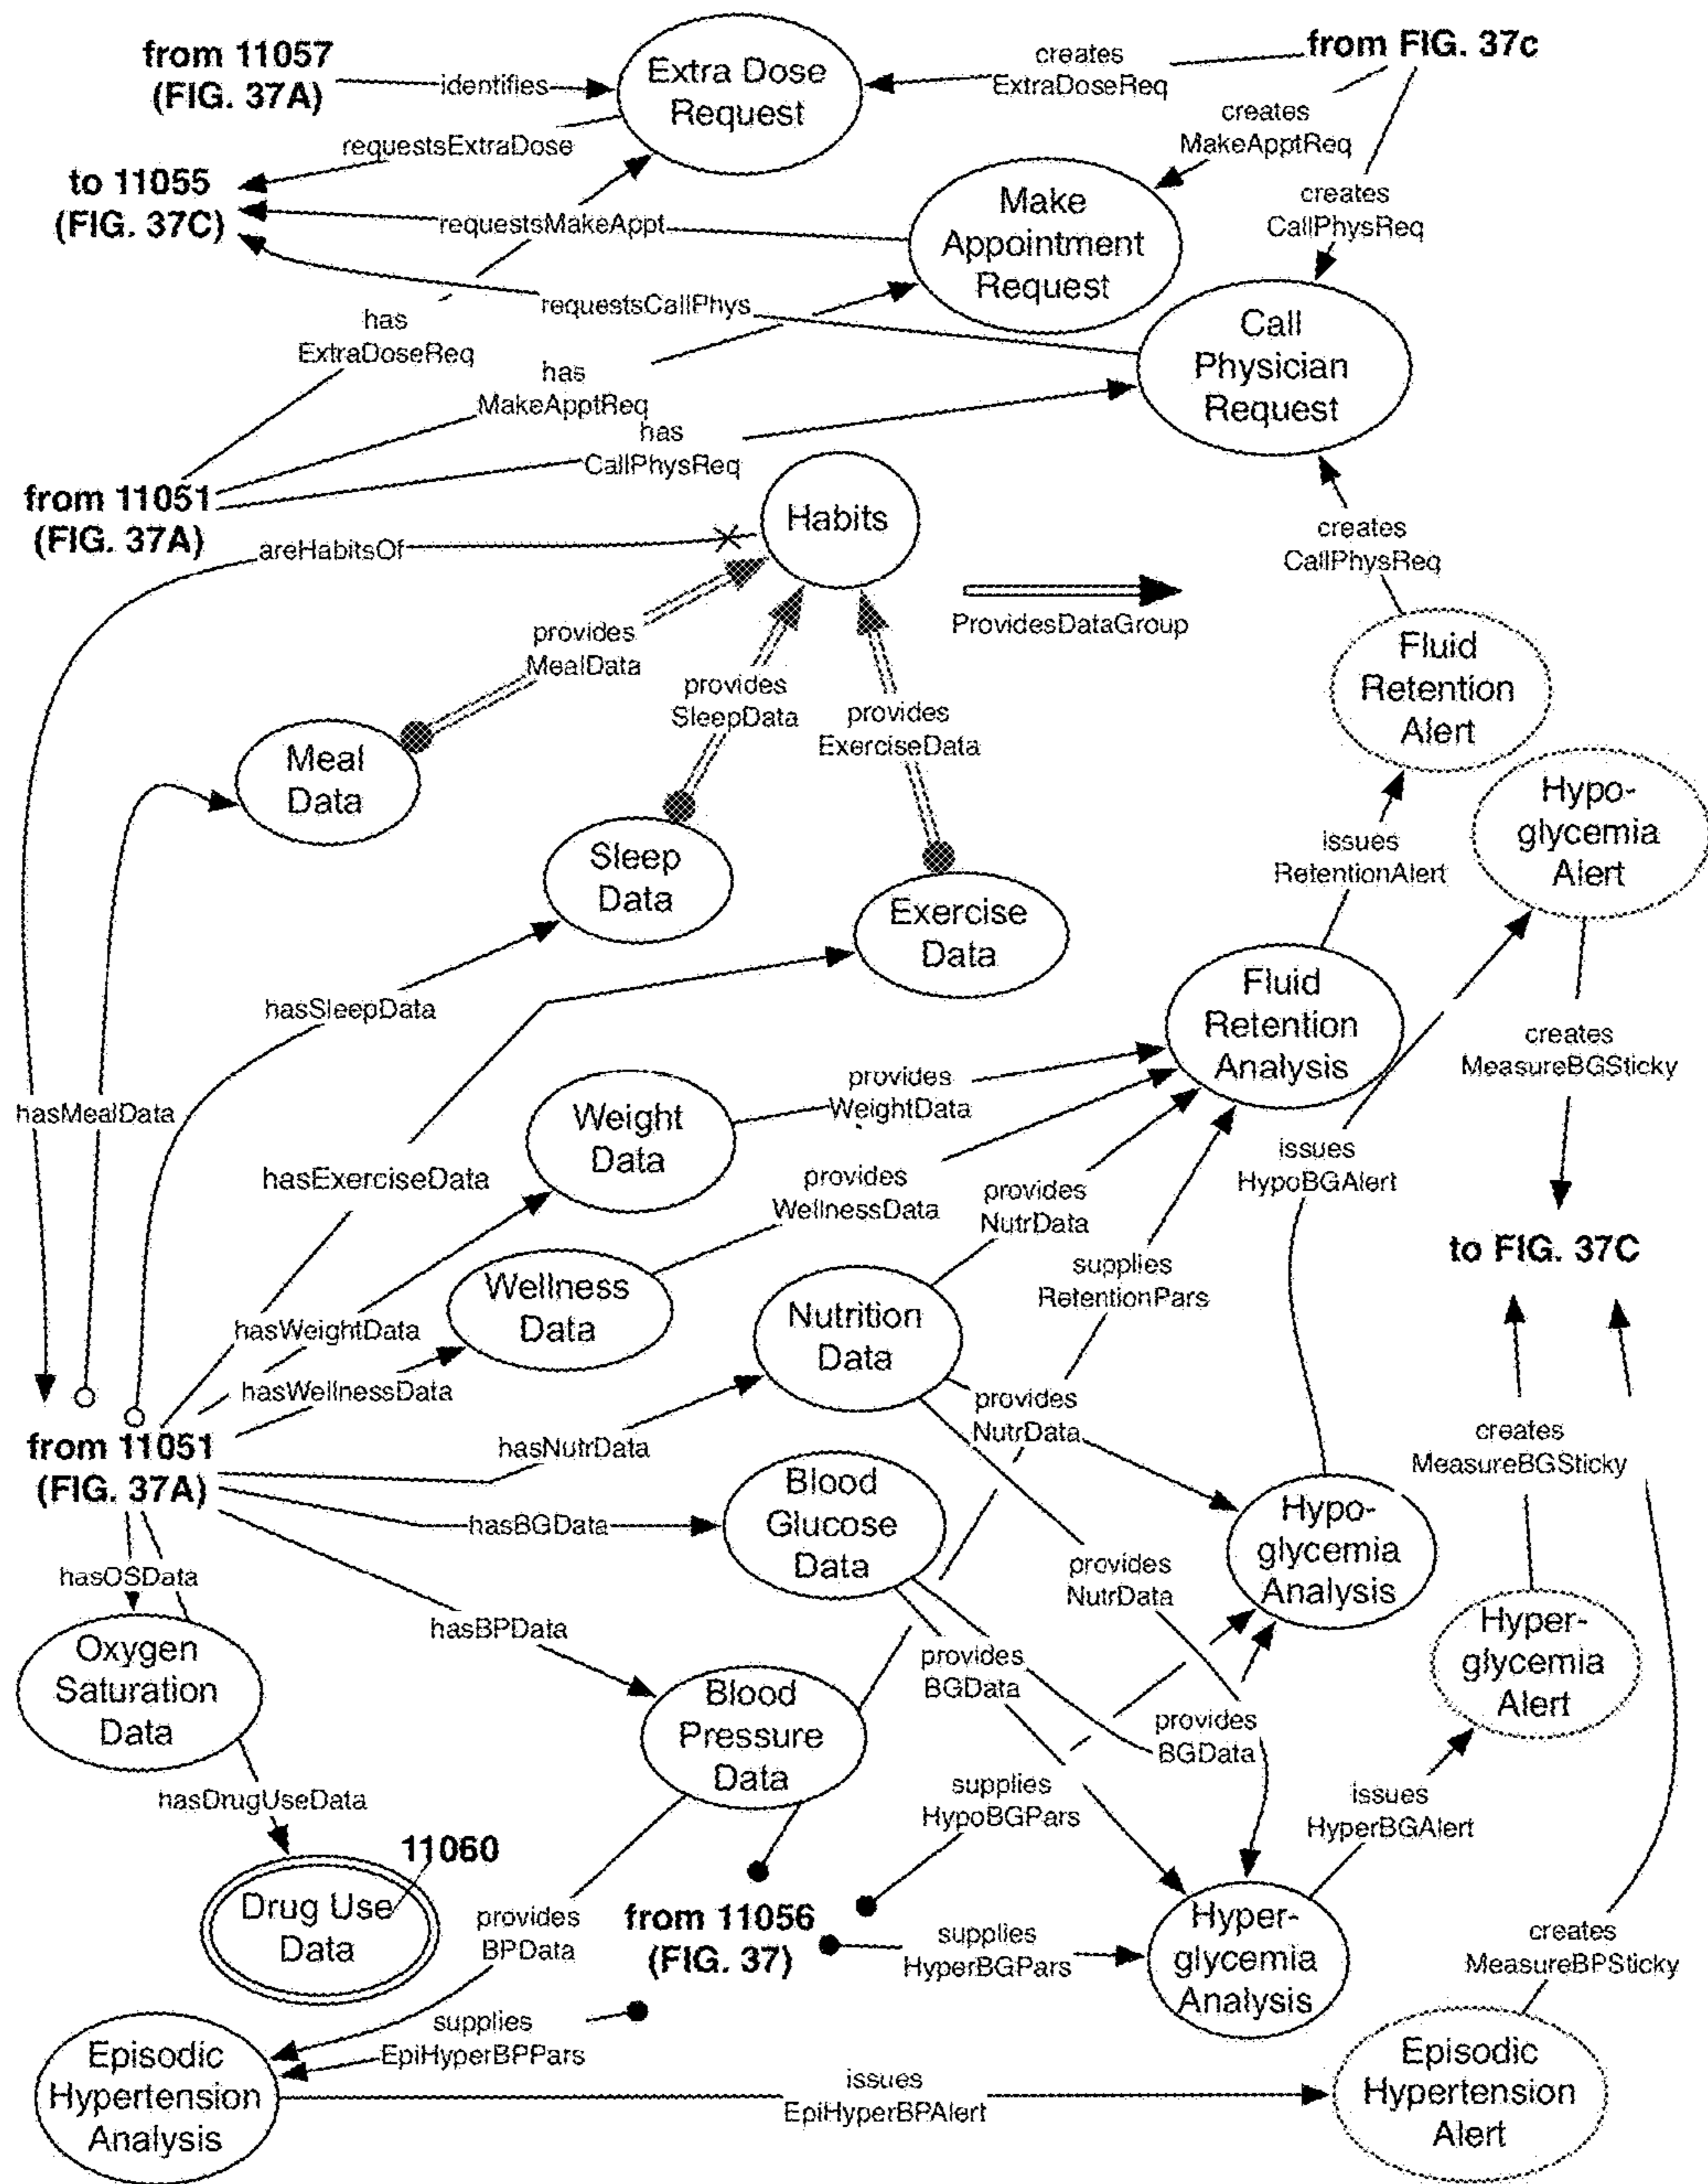 from 11057
(FIG. 37A)
identifies
Extra Dose
Request
creates
ExtraDoseReq
from FIG. 37c
requestsExtraDose
creates
MakeApptReq
to 11055
(FIG. 37C)
requestsMakeAppt
Make
Appointment
Request
creates
CallPhysReq
requestsCallPhys
has
ExtraDoseReq
Call
Physician
Request
has
MakeApptReq
has
CallPhysReq
from 11051
(FIG. 37A)
Habits
areHabitsOf
creates
CallPhysReq
ProvidesDataGroup
provides
MealData
provides
SleepData
provides
ExerciseData
Fluid
Retention
Alert
Meal
Data
Hypo-
glycemia
Alert
Sleep
Data
issues
RetentionAlert
Exercise
Data
hasSleepData
Fluid
Retention
Analysis
creates
MeasureBGSticky
hasMealData
Weight
Data
provides
WeightData
issues
HypoBGAlert
hasExerciseData
provides
WellnessData
provides
NutrData
to FIG. 37C
supplies
RetentionPars
Wellness
Data
Nutrition
Data
hasWeightData
hasWellnessData
provides
NutrData
from 11051
(FIG. 37A)
hasNutrData
creates
MeasureBGSticky
Blood
Glucose
Data
hasBGData
Hypo-
glycemia
Analysis
hasOSData
provides
NutrData
hasBPData
Oxygen
Saturation
Data
provides
BGData
Hyper-
glycemia
Alert
Blood
Pressure
Data
provides
BGData
hasDrugUseData
supplies
HypoBGPars
issues
HyperBGAlert
11060
Drug Use
Data
provides
BPData
from 11056
(FIG. 37)
supplies
HyperBGPars
Hyper-
glycemia
Analysis
creates
MeasureBPSticky
supplies
EpiHyperBPPars
Episodic
Hypertension
Analysis
issues
EpiHyperBPAlert
Episodic
Hypertension
Alert